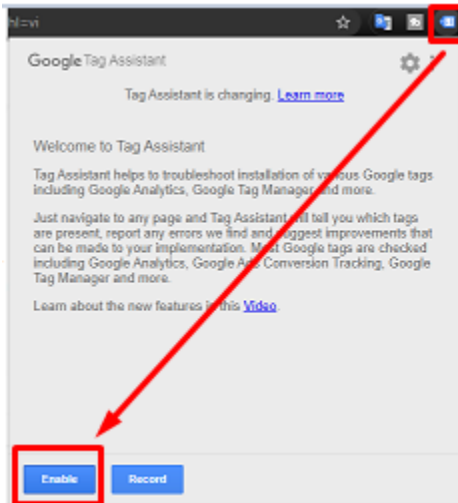 hl=vi
Google Tag Assistant
Tag Assistant is changing. Learn more
Welcome to Tag Assistant
Tag Assistant helps to troubleshoot installation of various Google tags
including Google Analytics, Google Tag Manager and more.
Just navigate to any page and Tag Assistant will tell you which tags
are present, report any errors we find and suggest improvements that
can be made to your implementation. Most Google tags are checked
including Google Analytics, Google Ads Conversion Tracking, Google
Tag Manager and more.
Learn about the new features in this Video.
Enable
Record